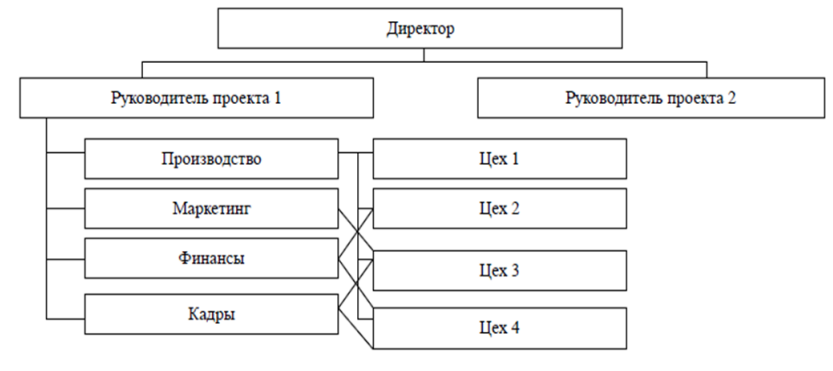 Директор
Руководитель проекта 1
Руководитель проекта 2
Производство
Цех 1
Маркетинг
Цех 2
Финансы
Цех 3
Кадры
Цех 4